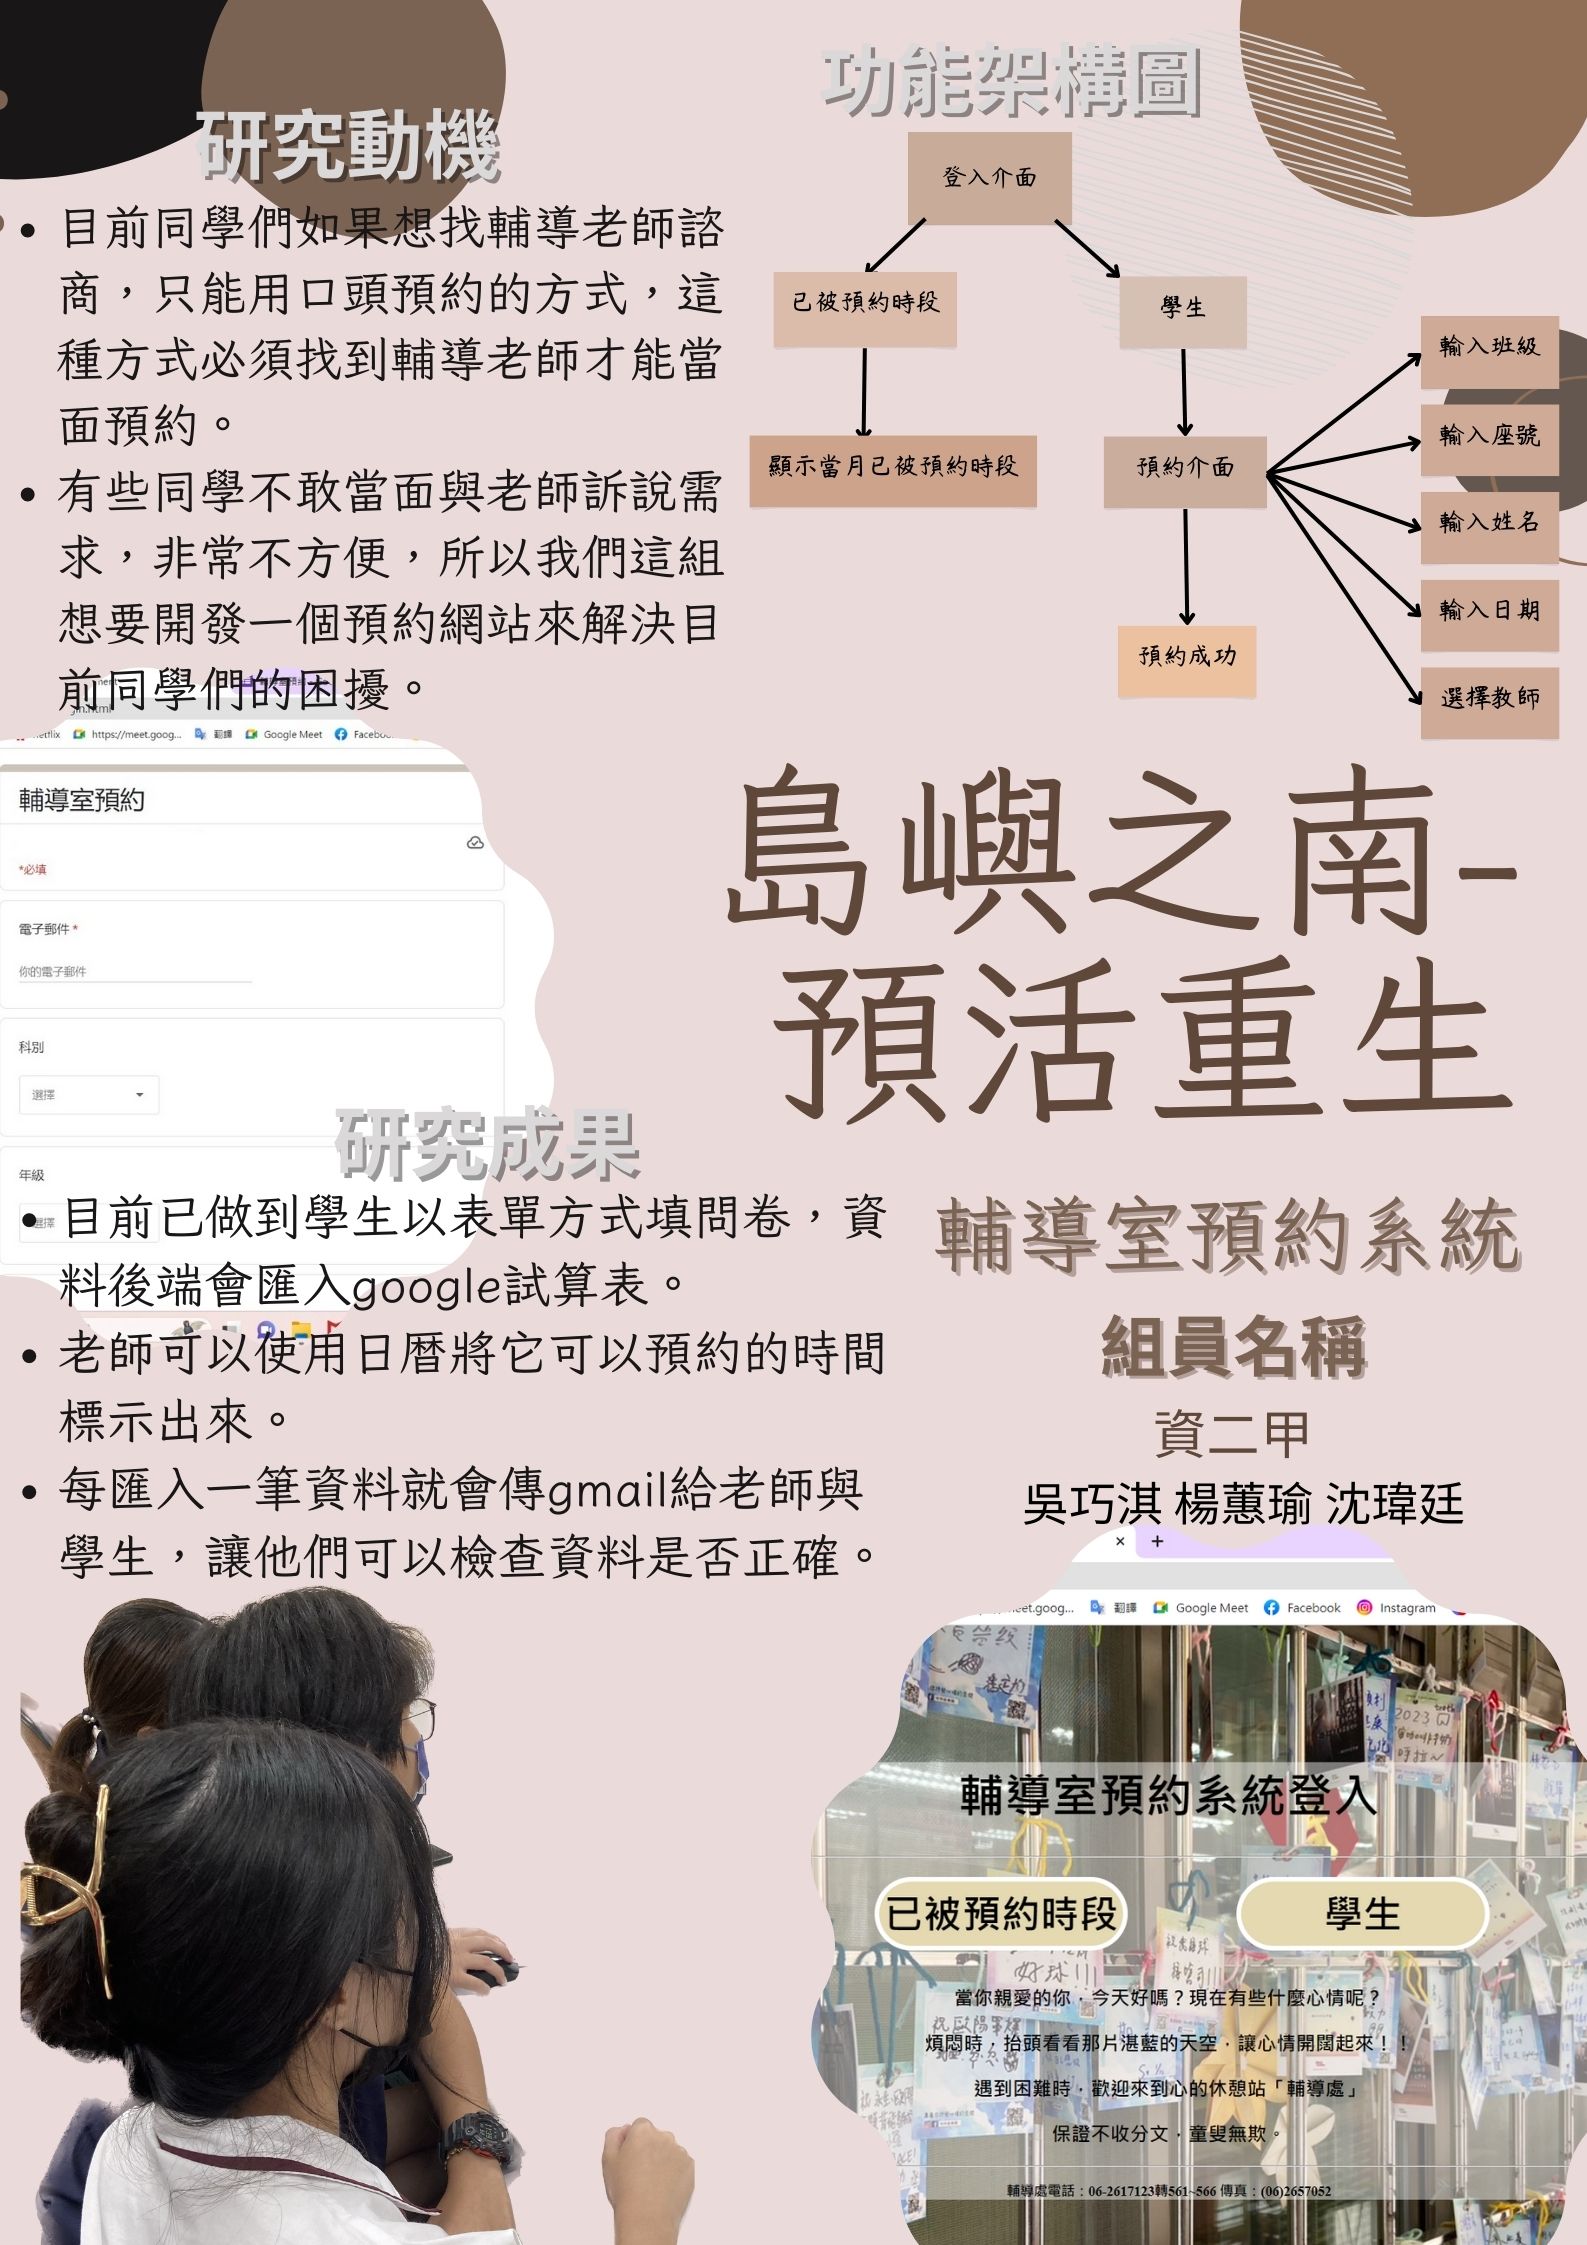 研究動機
目前同學們如果想找輔導老師諮
商，只能用口頭預約的方式，這
種方式必須找到輔導老師才能當
面預約。
有些同學不敢當面與老師訴說需
求，非常不方便，所以我們這組
想要開發一個預約網站來解決目
前同學們的困擾。
功能架構圖
登入介面
已被預約時段
學生
顯示當月已被預約時段
預約介面
預約成功
輸入班級
輸入座號
輸入姓名
輸入日期
選擇教師
https://meet.goog... 翻譯 Google Meet
輔導室預約
*必填
電子郵件 *
你的電子郵件
科別
選擇
年級
選擇
島嶼之南-
預活重生
輔導室預約系統
組員名稱
資二甲
吳巧淇 楊蕙瑜 沈瑋廷
研究成果
目前已做到學生以表單方式填問卷，資
料後端會匯入google試算表。
老師可以使用日曆將它可以預約的時間
標示出來。
每匯入一筆資料就會傳gmail給老師與
學生，讓他們可以檢查資料是否正確。
翻譯 Google Meet Facebook Instagram
輔導室預約系統登入
已被預約時段
學生
當你親愛的你，今天好嗎？現在有些什麼心情呢？
煩悶時，抬頭看看那片湛藍的天空，讓心情開闊起來！！
遇到困難時，歡迎來到心的休憩站「輔導處」
保證不收分文，童叟無欺。
輔導處電話：06-2617123轉561~566 傳真：(06)2657052